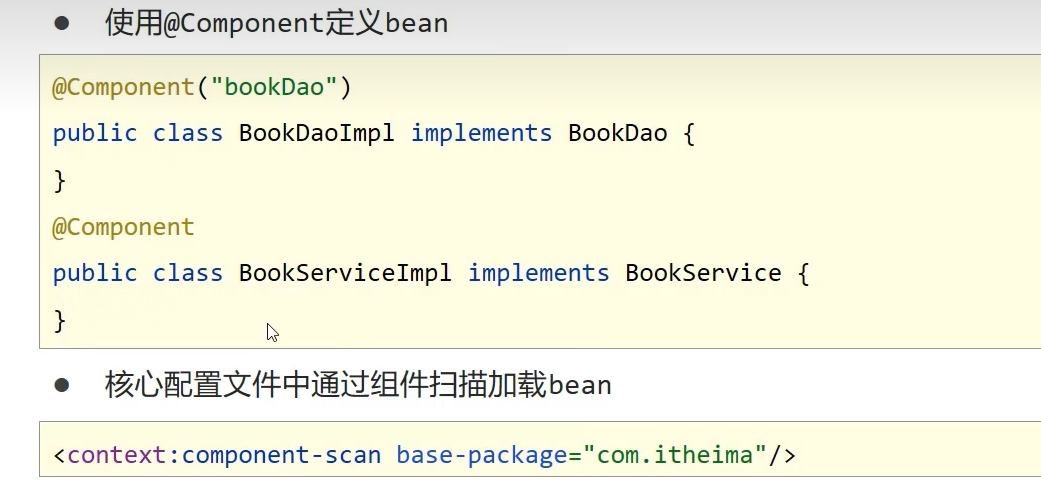 ● 使用@Component定义bean
@Component("bookDao")
public class BookDaoImpl implements BookDao {
}
@Component
public class BookServiceImpl implements BookService {
}
● 核心配置文件中通过组件扫描加载bean
<context:component-scan base-package="com.itheima"/>